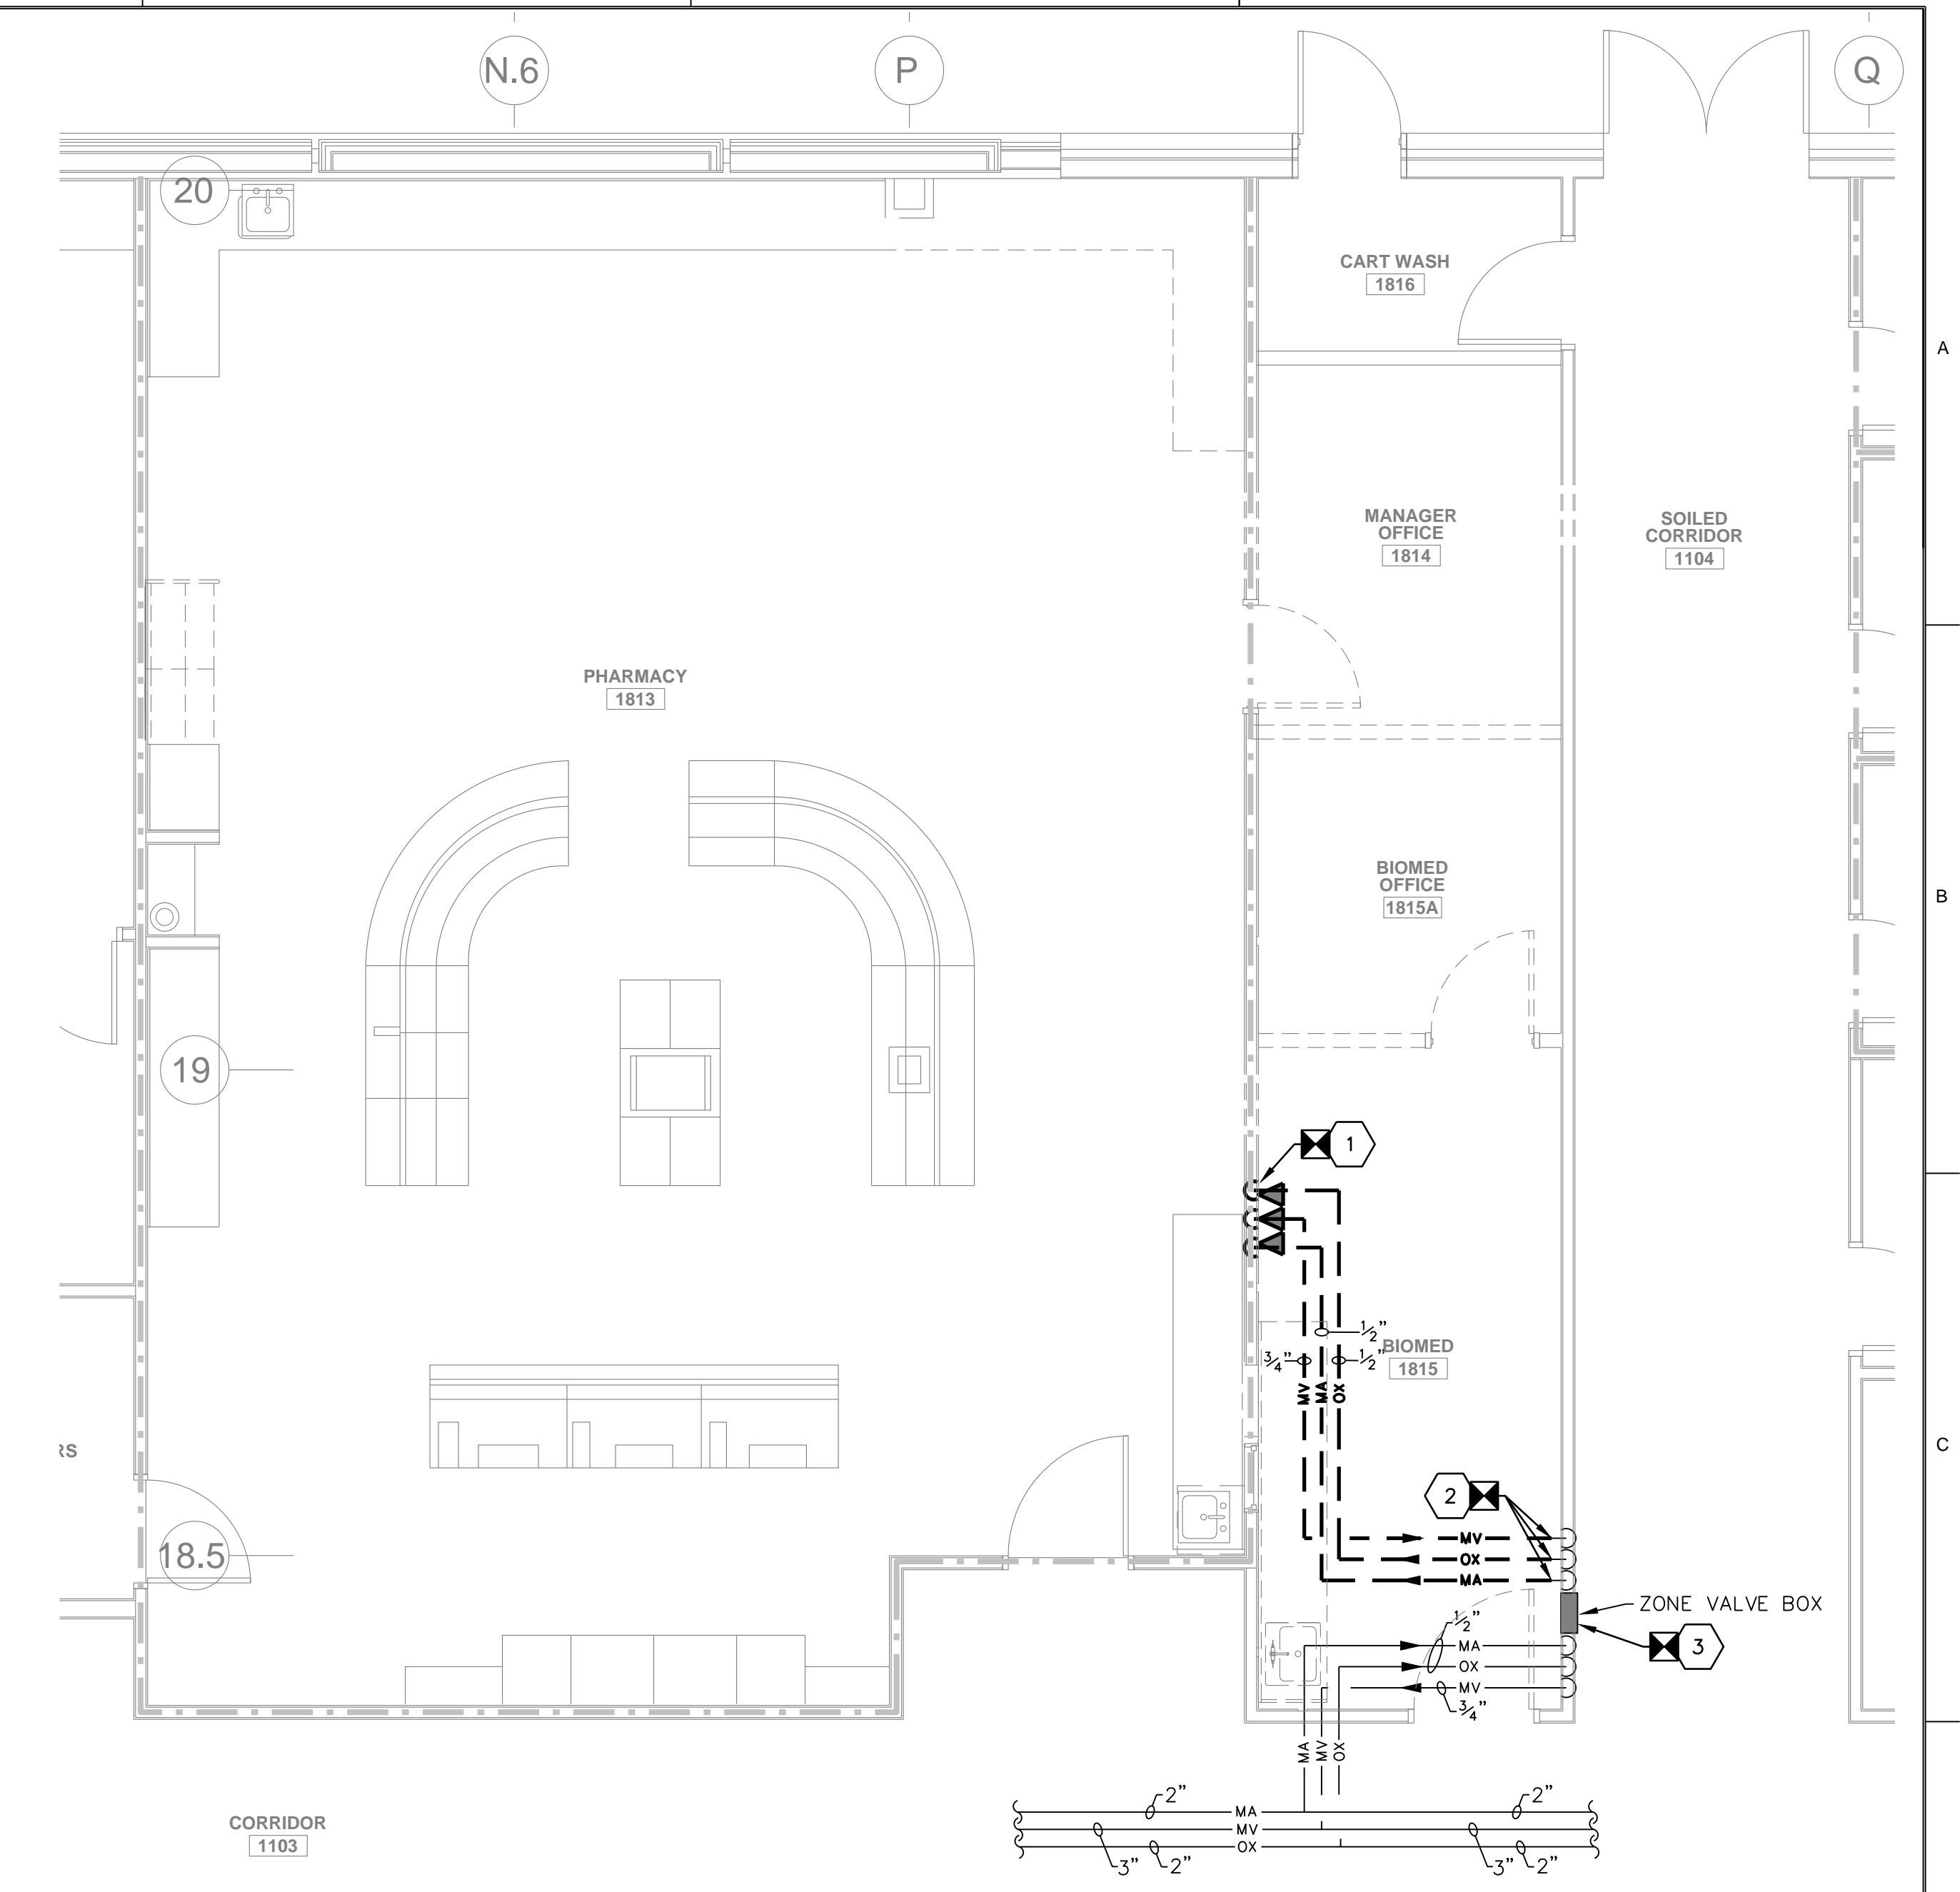 N.6
P
Q
20
CART WASH
1816
A
MANAGER
OFFICE
1814
SOILED
CORRIDOR
1104
PHARMACY
1813
BIOMED
OFFICE
1815A
B
19
1
1/2"
3/4"
1/2"
BIOMED
1815
MV
MA
OX
RS
C
2
18.5
MV
OX
MA
ZONE VALVE BOX
1/2"
3
MA
OX
MV
3/4"
MA
MV
OX
2"
2"
MA
MV
OX
3"
2"
3"
2"
CORRIDOR
1103